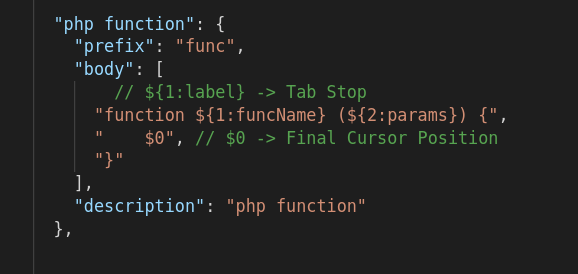 "php function": {
"prefix": "func",
"body": [
// ${1:label} -> Tab Stop
"function ${1:funcName} (${2:params}) {",
"    $0", // $0 -> Final Cursor Position
"}"
],
"description": "php function"
},